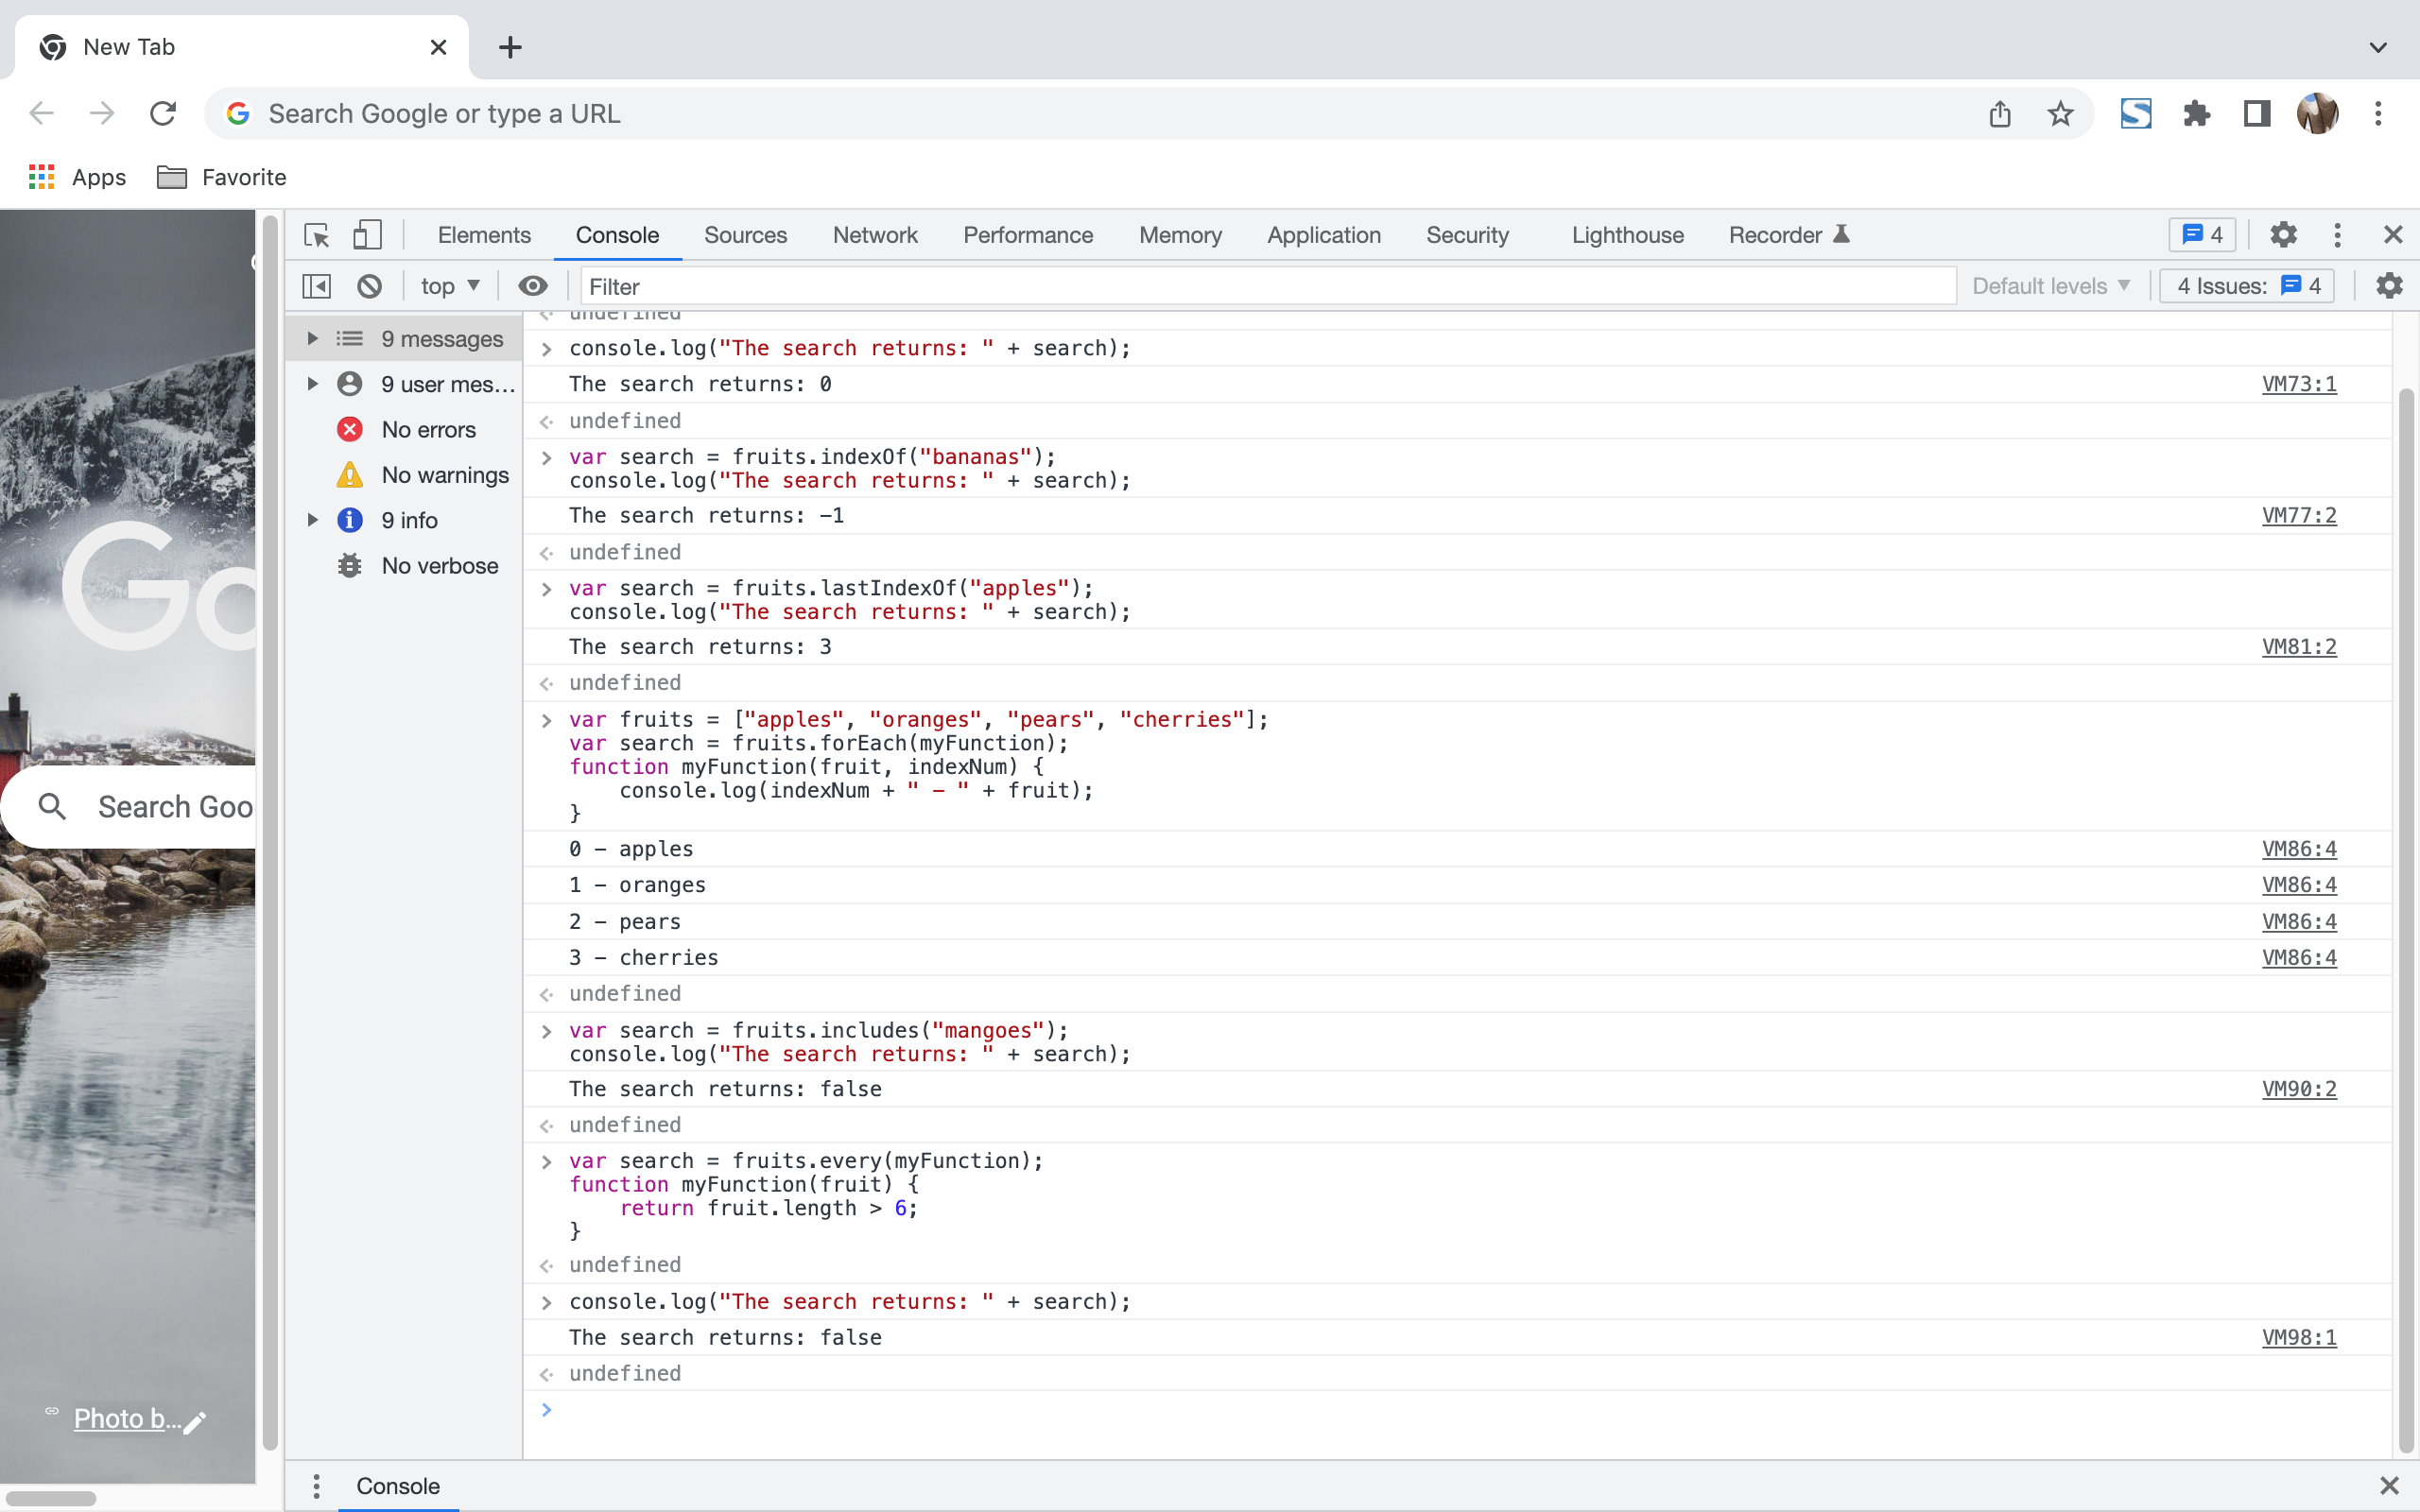 New Tab
Search Google or type a URL
Apps
Favorite
Elements
Console
Sources
Network
Performance
Memory
Application
Security
Lighthouse
Recorder
4
top
Filter
Default levels
4 Issues:
4
9 messages
9 user mes...
No errors
No warnings
9 info
No verbose
undefined
console.log("The search returns: " + search);
The search returns: 0 VM73:1
undefined
var search = fruits.indexOf("bananas");
console.log("The search returns: " + search);
The search returns: -1 VM77:2
undefined
var search = fruits.lastIndexOf("apples");
console.log("The search returns: " + search);
The search returns: 3 VM81:2
undefined
var fruits = ["apples", "oranges", "pears", "cherries"];
var search = fruits.forEach(myFunction);
function myFunction(fruit, indexNum) {
    console.log(indexNum + " - " + fruit);
}
0 - apples VM86:4
1 - oranges VM86:4
2 - pears VM86:4
3 - cherries VM86:4
undefined
var search = fruits.includes("mangoes");
console.log("The search returns: " + search);
The search returns: false VM90:2
undefined
var search = fruits.every(myFunction);
function myFunction(fruit) {
    return fruit.length > 6;
}
undefined
console.log("The search returns: " + search);
The search returns: false VM98:1
undefined
Go
Search Goo
Photo b...
Console